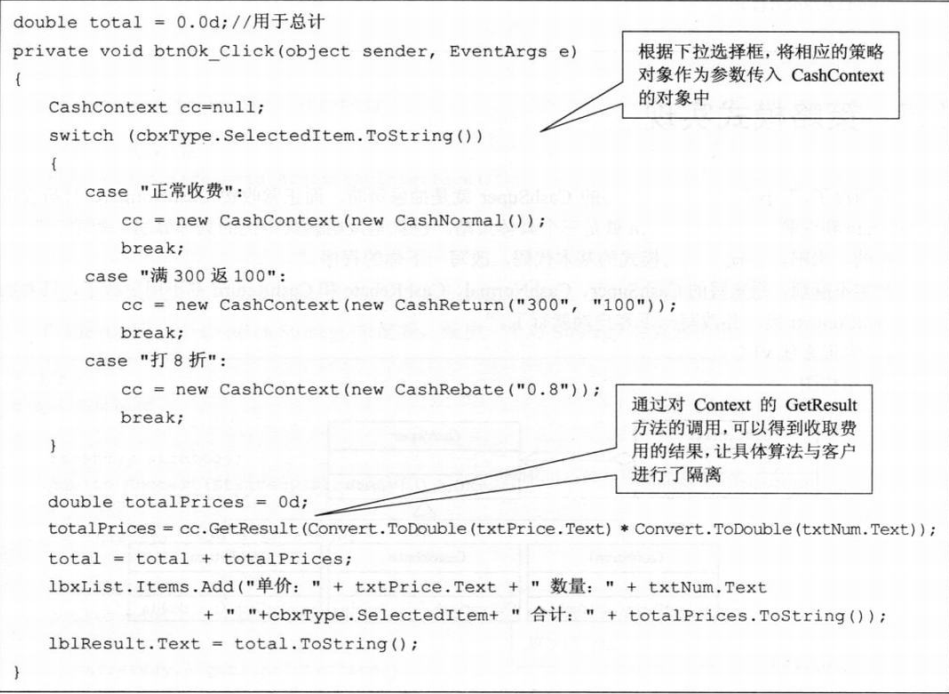 double total = 0.0d;//用于总计
private void btnOk_Click(object sender, EventArgs e)
{
根据下拉选择框，将相应的策略
对象作为参数传入 CashContext
的对象中
CashContext cc=null;
switch (cbxType.SelectedItem.ToString())
{
case "正常收费":
cc = new CashContext(new CashNormal());
break;
case "满 300 返 100":
cc = new CashContext(new CashReturn("300", "100"));
break;
case "打 8 折":
cc = new CashContext(new CashRebate("0.8"));
break;
}
通过对 Context 的 GetResult
方法的调用，可以得到收取费
用的结果，让具体算法与客户
进行了隔离
double totalPrices = 0d;
totalPrices = cc.GetResult(Convert.ToDouble(txtPrice.Text) * Convert.ToDouble(txtNum.Text));
total = total + totalPrices;
lbxList.Items.Add("单价: " + txtPrice.Text + " 数量: " + txtNum.Text
+ " "+cbxType.SelectedItem+ " 合计: " + totalPrices.ToString());
lblResult.Text = total.ToString();
}